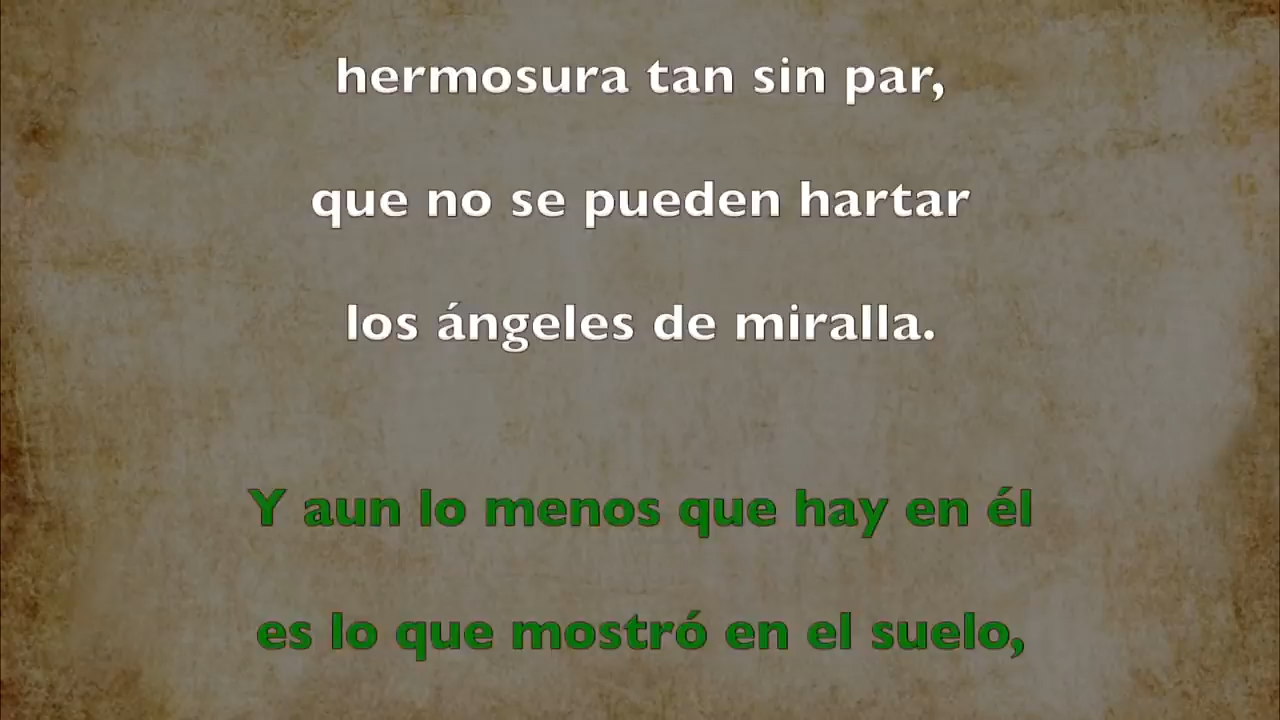 hermosura tan sin par,
que no se pueden hartar
los ángeles de miralla.
Y aun lo menos que hay en él
es lo que mostró en el suelo,